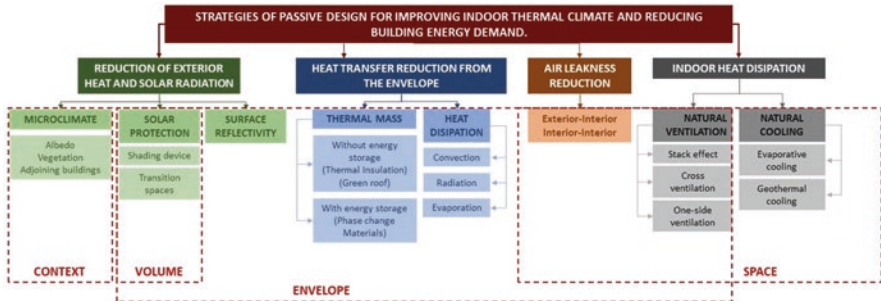 STRATEGIES OF PASSIVE DESIGN FOR IMPROVING INDOOR THERMAL CLIMATE AND REDUCING
BUILDING ENERGY DEMAND.
REDUCTION OF EXTERIOR
HEAT AND SOLAR RADIATION
HEAT TRANSFER REDUCTION FROM
THE ENVELOPE
AIR LEAKNESS
REDUCTION
INDOOR HEAT DISIPATION
MICROCLIMATE
Albedo
Vegetation
Adjoining buildings
SOLAR
PROTECTION
Shading device
Transition
spaces
SURFACE
REFLECTIVITY
THERMAL MASS
Without energy
storage
(Thermal Insulation)
(Green roof)
With energy storage
(Phase change
Materials)
HEAT
DISIPATION
Convection
Radiation
Evaporation
Exterior-Interior
Interior-Interior
NATURAL
VENTILATION
Stack effect
Cross
ventilation
One-side
ventilation
NATURAL
COOLING
Evaporative
cooling
Geothermal
cooling
CONTEXT
VOLUME
ENVELOPE
SPACE